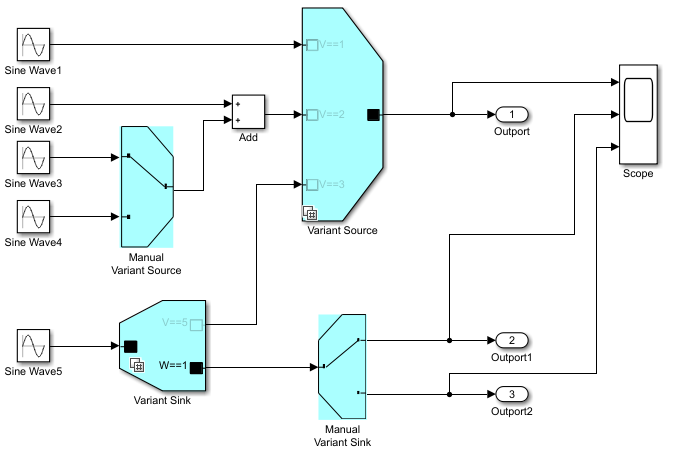 Sine Wave1
V==1
Sine Wave2
+
+
Add
V==2
1
Outport
Sine Wave3
Scope
V==3
Sine Wave4
Manual
Variant Source
Variant Source
V==5
Sine Wave5
W==1
2
Outport1
Variant Sink
3
Outport2
Manual
Variant Sink